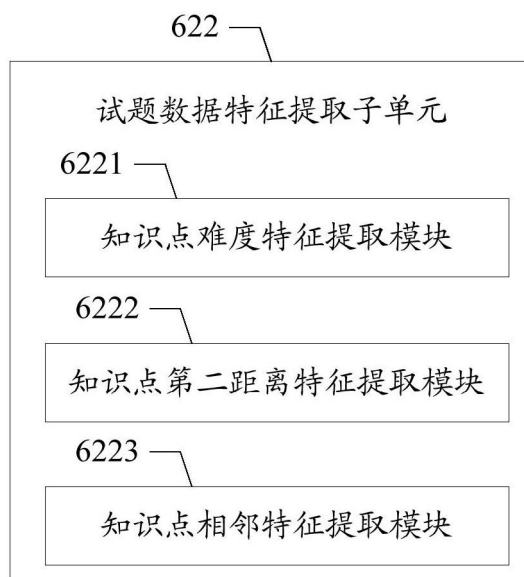 622
试题数据特征提取子单元
6221
知识点难度特征提取模块
6222
知识点第二距离特征提取模块
6223
知识点相邻特征提取模块